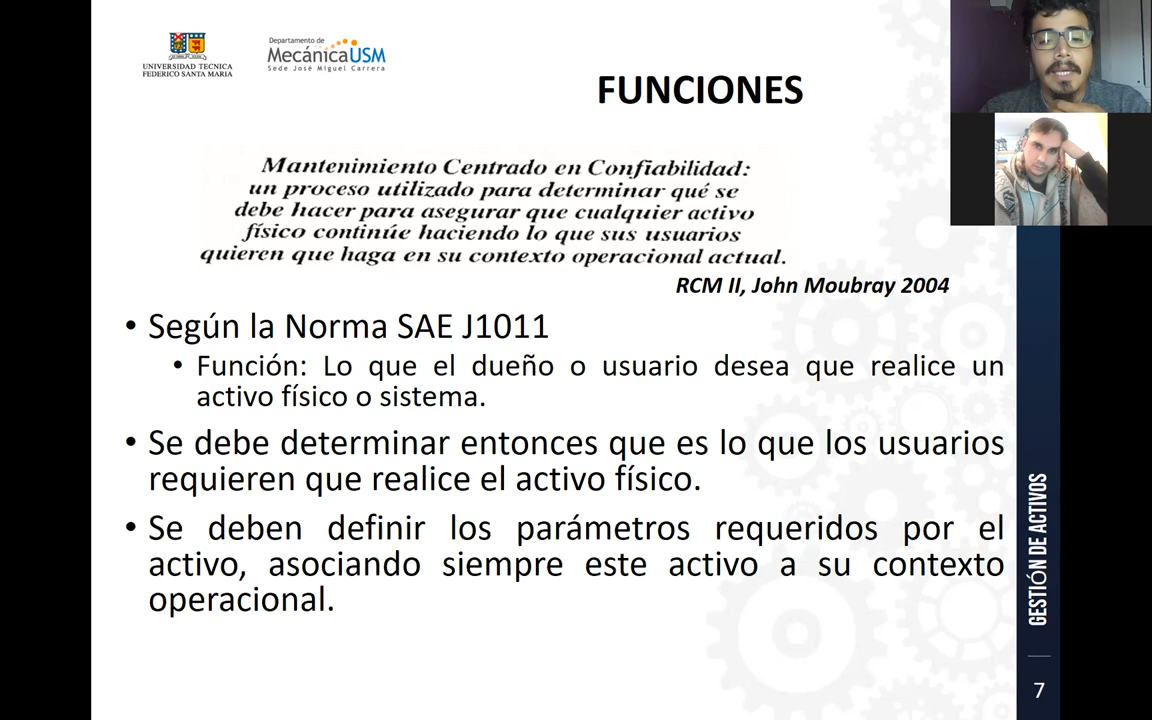 UNIVERSIDAD TECNICA
FEDERICO SANTA MARIA
Departamento de
MecánicaUSM
Sede José Miguel Carrera
FUNCIONES
Mantenimiento Centrado en Confiabilidad:
un proceso utilizado para determinar qué se
debe hacer para asegurar que cualquier activo
físico continúe haciendo lo que sus usuarios
quieren que haga en su contexto operacional actual.
RCM II, John Moubray 2004
• Según la Norma SAE J1011
• Función: Lo que el dueño o usuario desea que realice un
activo físico o sistema.
• Se debe determinar entonces que es lo que los usuarios
requieren que realice el activo físico.
• Se deben definir los parámetros requeridos por el
activo, asociando siempre este activo a su contexto
operacional.
GESTIÓN DE ACTIVOS
7